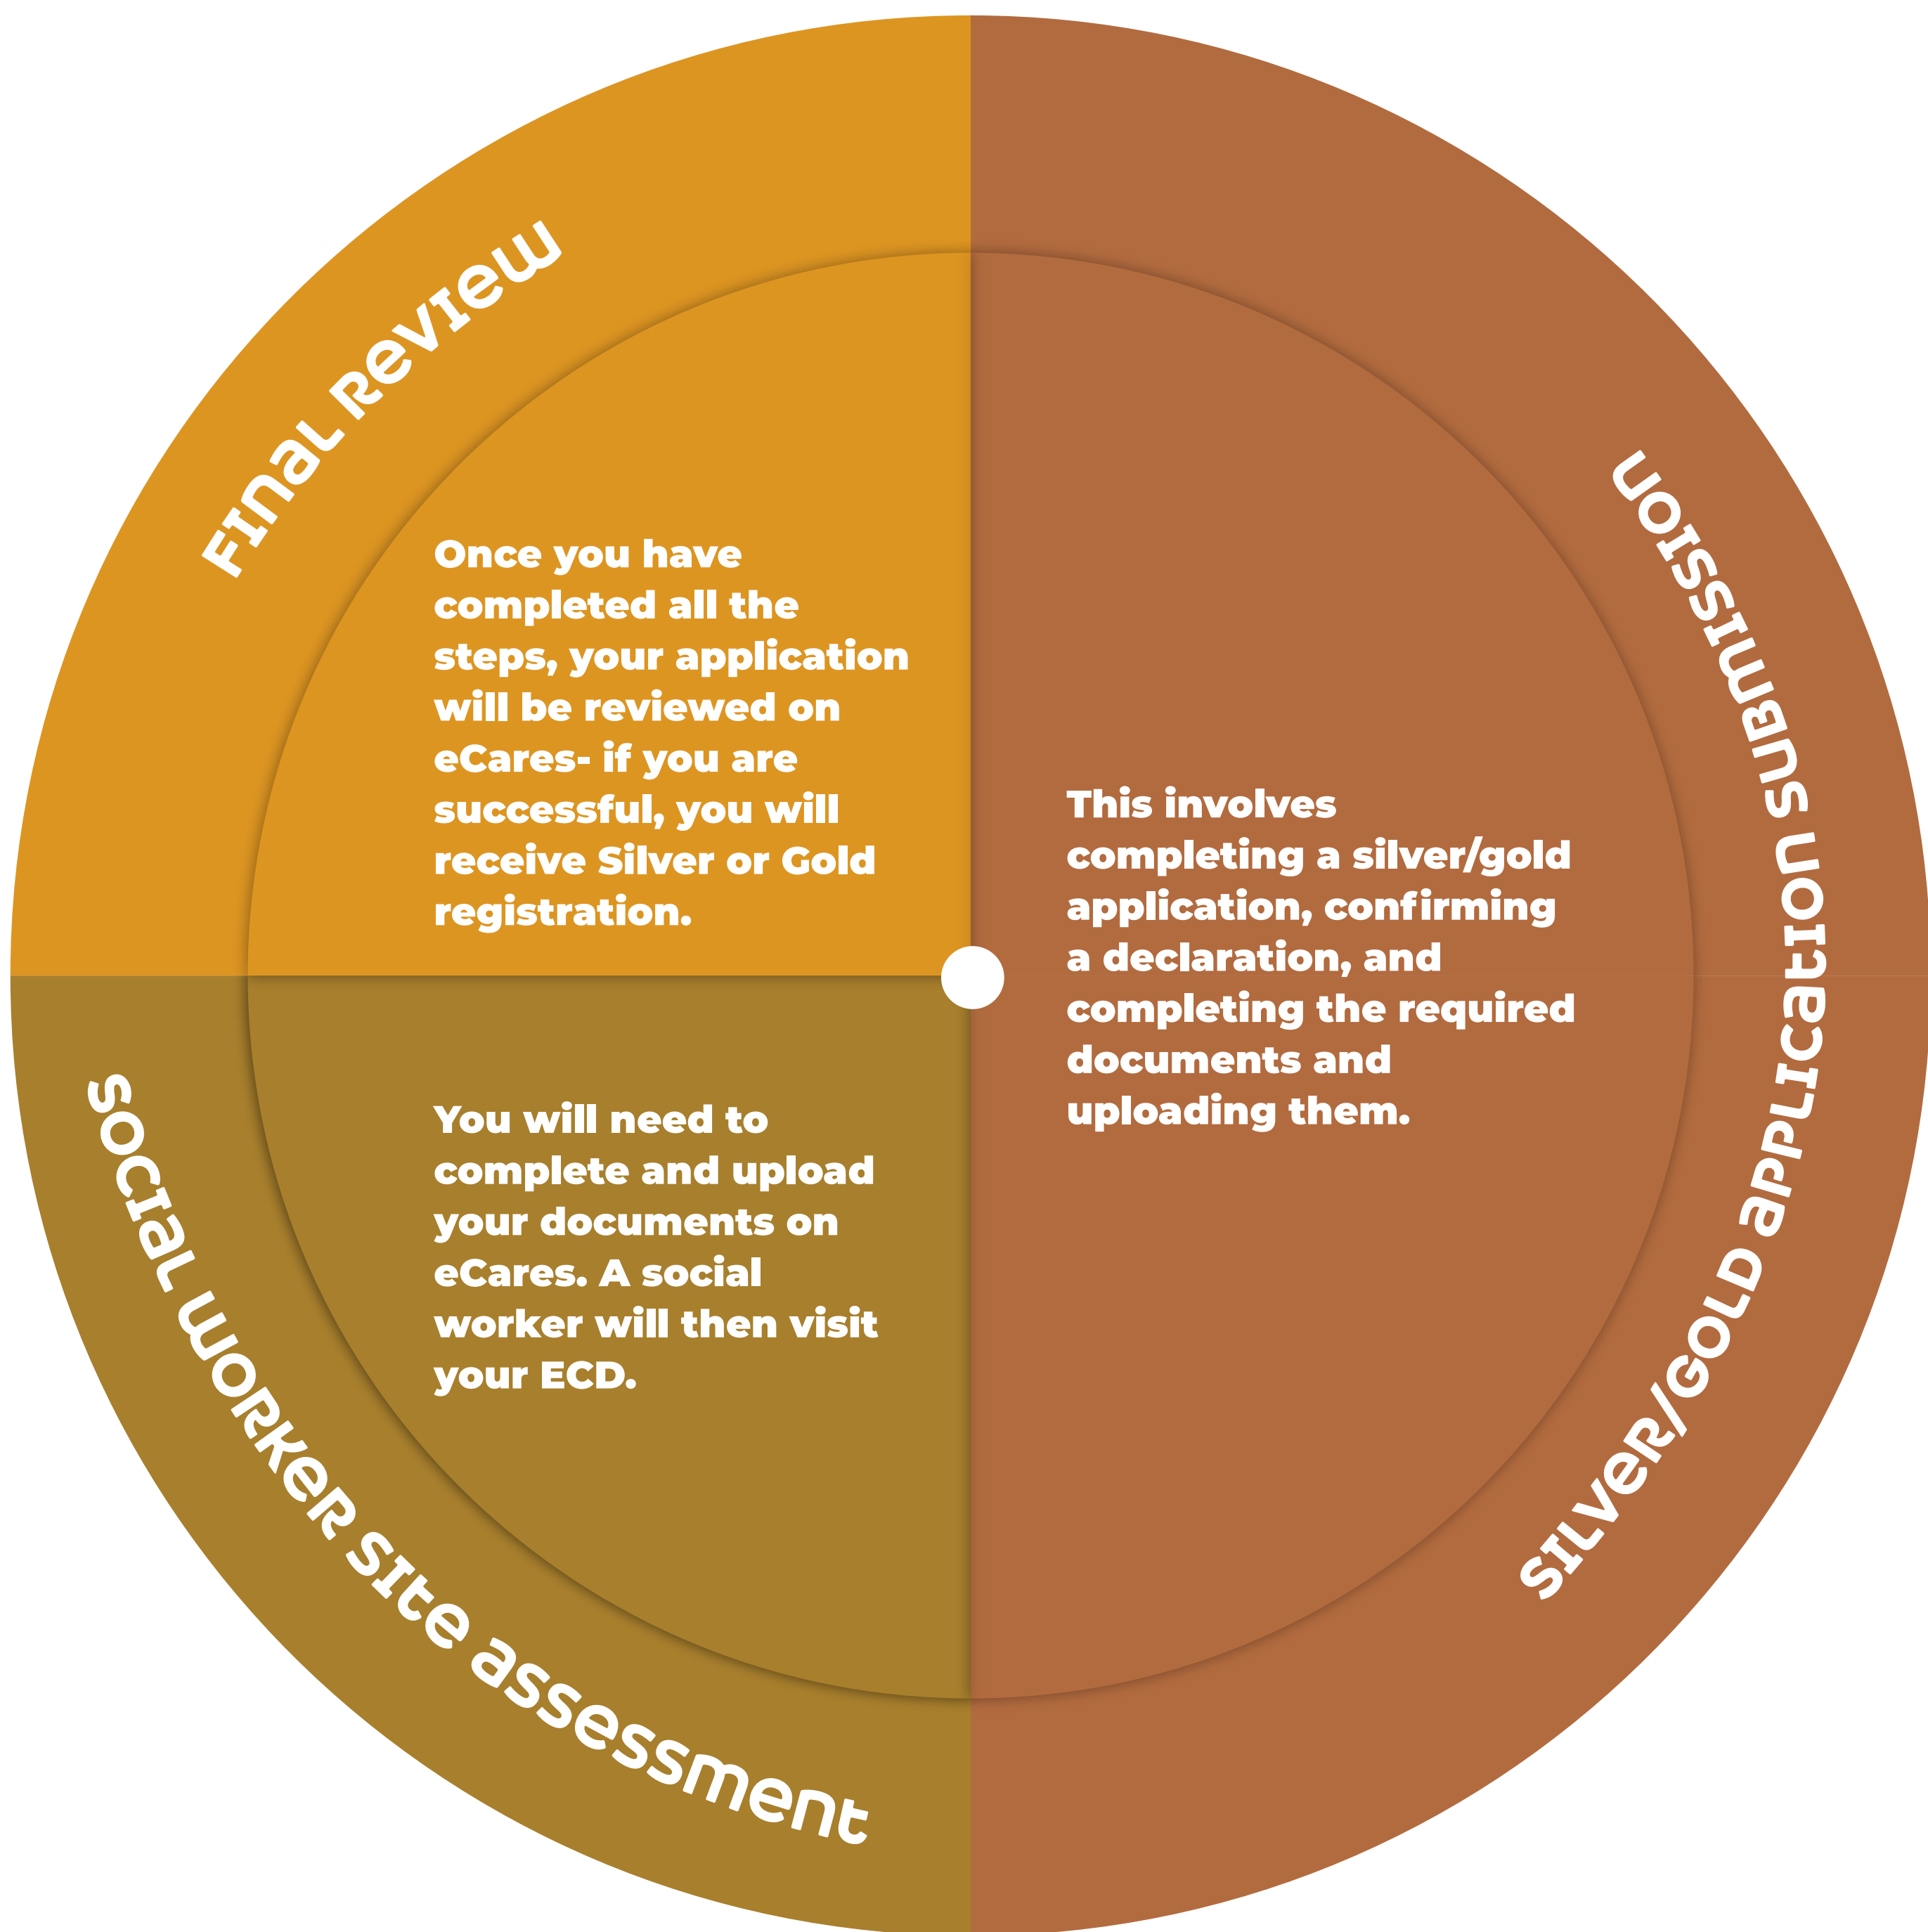 Final Review
Once you have
completed all the
steps, your application
will be reviewed on
eCares- if you are
successful, you will
receive Silver or Gold
registration.
Silver/Gold application submission
This involves
completing a silver/gold
application, confirming
a declaration, and
completing the required
documents and
uploading them.
Social worker site assessment
You will need to
complete and upload
your documents on
eCares. A social
worker will then visit
your ECD.